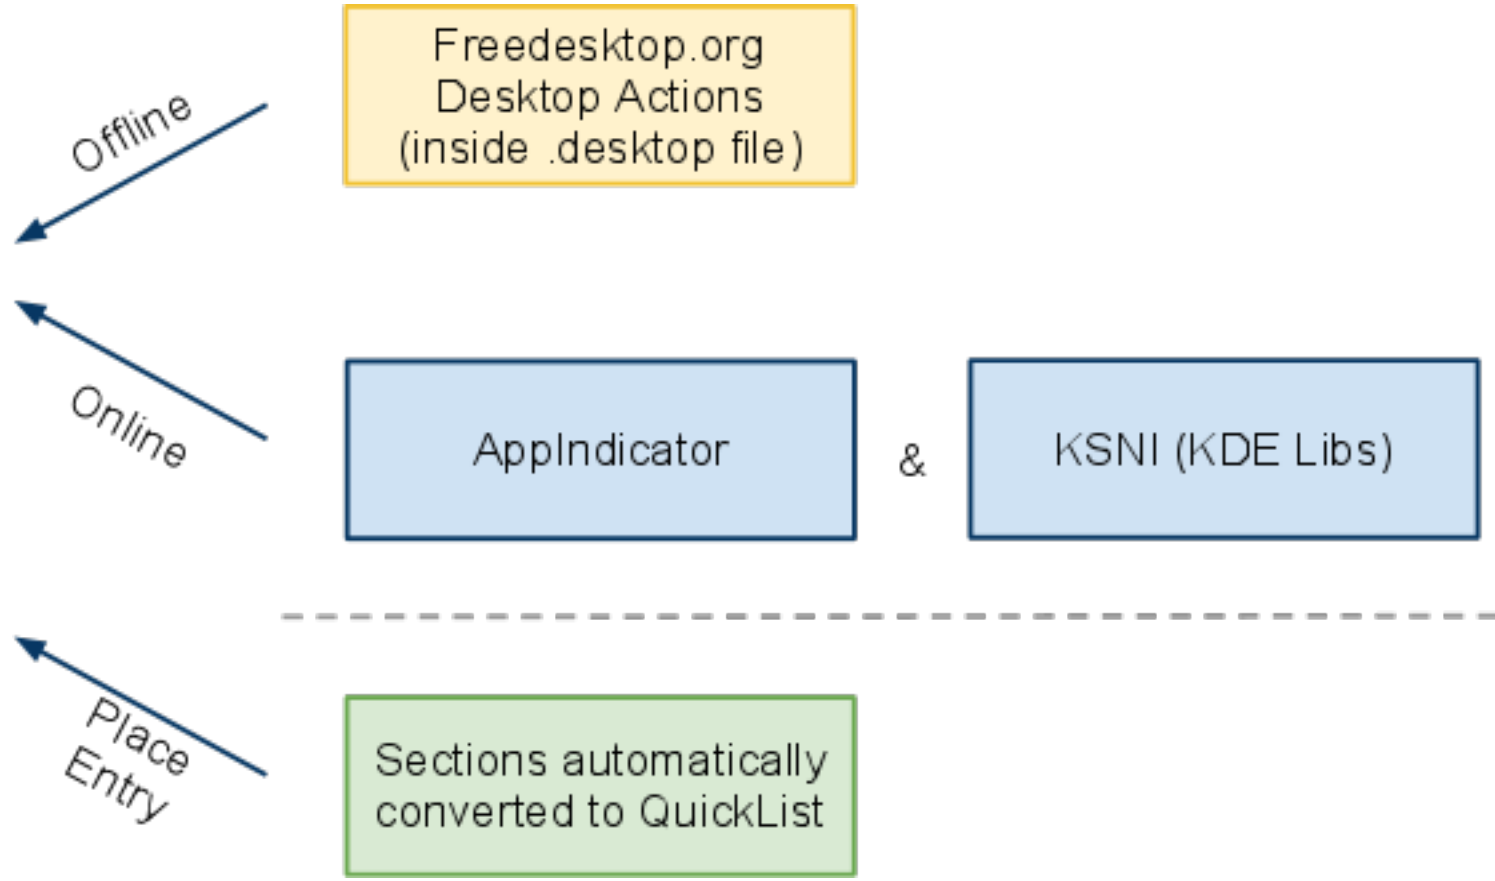 Freedesktop.org
Desktop Actions
(inside .desktop file)
Offline
Online
AppIndicator
&
KSNI (KDE Libs)
Place
Entry
Sections automatically
converted to QuickList